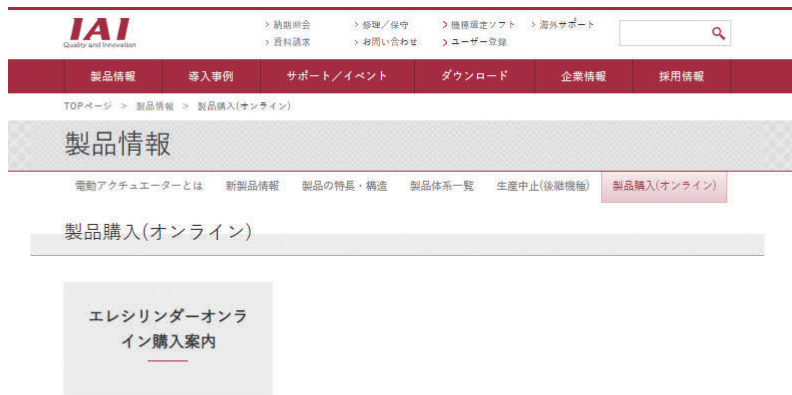 IAI
Quality and Innovation
> 納期照会 > 修理／保守 > 機種選定ソフト > 海外サポート
> 資料請求 > お問い合わせ > ユーザー登録
製品情報 導入事例 サポート／イベント ダウンロード 企業情報 採用情報
TOPページ > 製品情報 > 製品購入(オンライン)
製品情報
電動アクチュエーターとは 新製品情報 製品の特長・構造 製品体系一覧 生産中止(後継機種) 製品購入(オンライン)
製品購入(オンライン)
エレシリンダーオンラ
イン購入案内